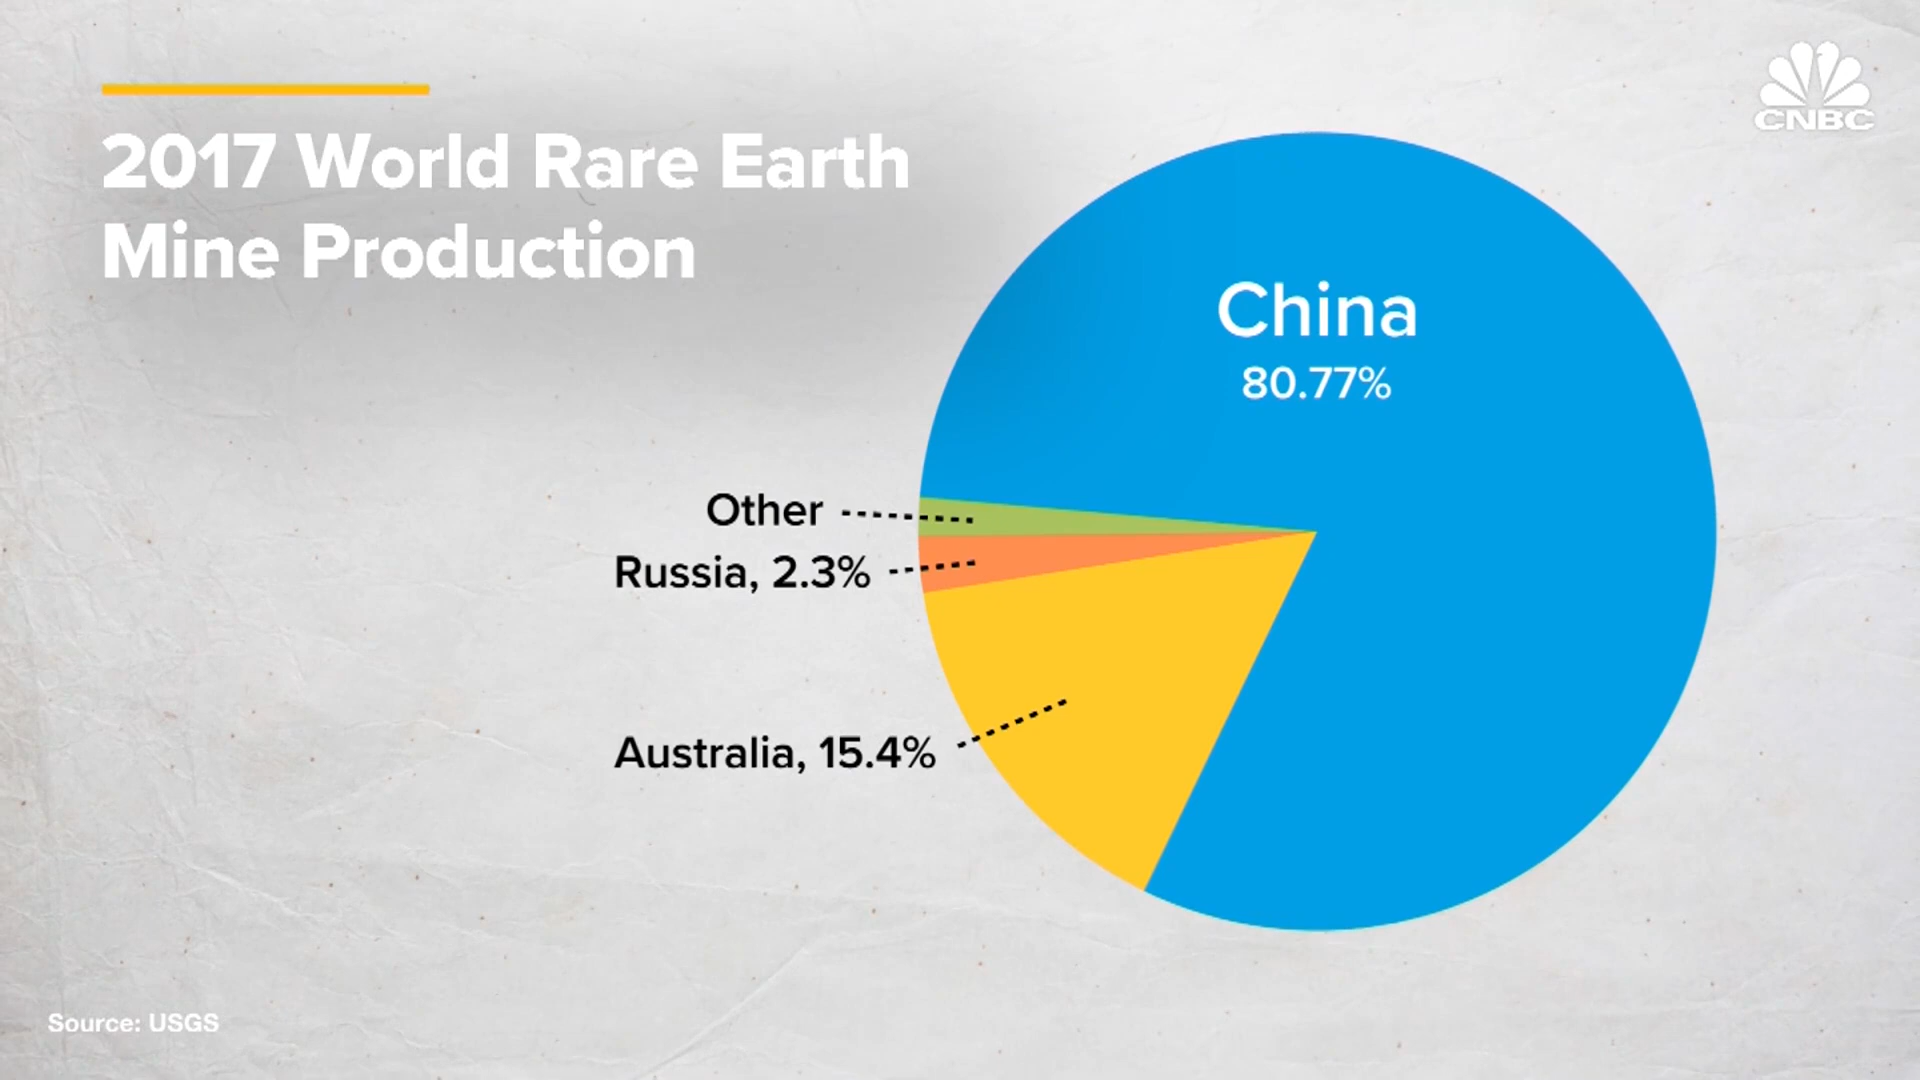 CNBC
2017 World Rare Earth
Mine Production
China
80.77%
Other
Russia, 2.3%
Australia, 15.4%
Source: USGS